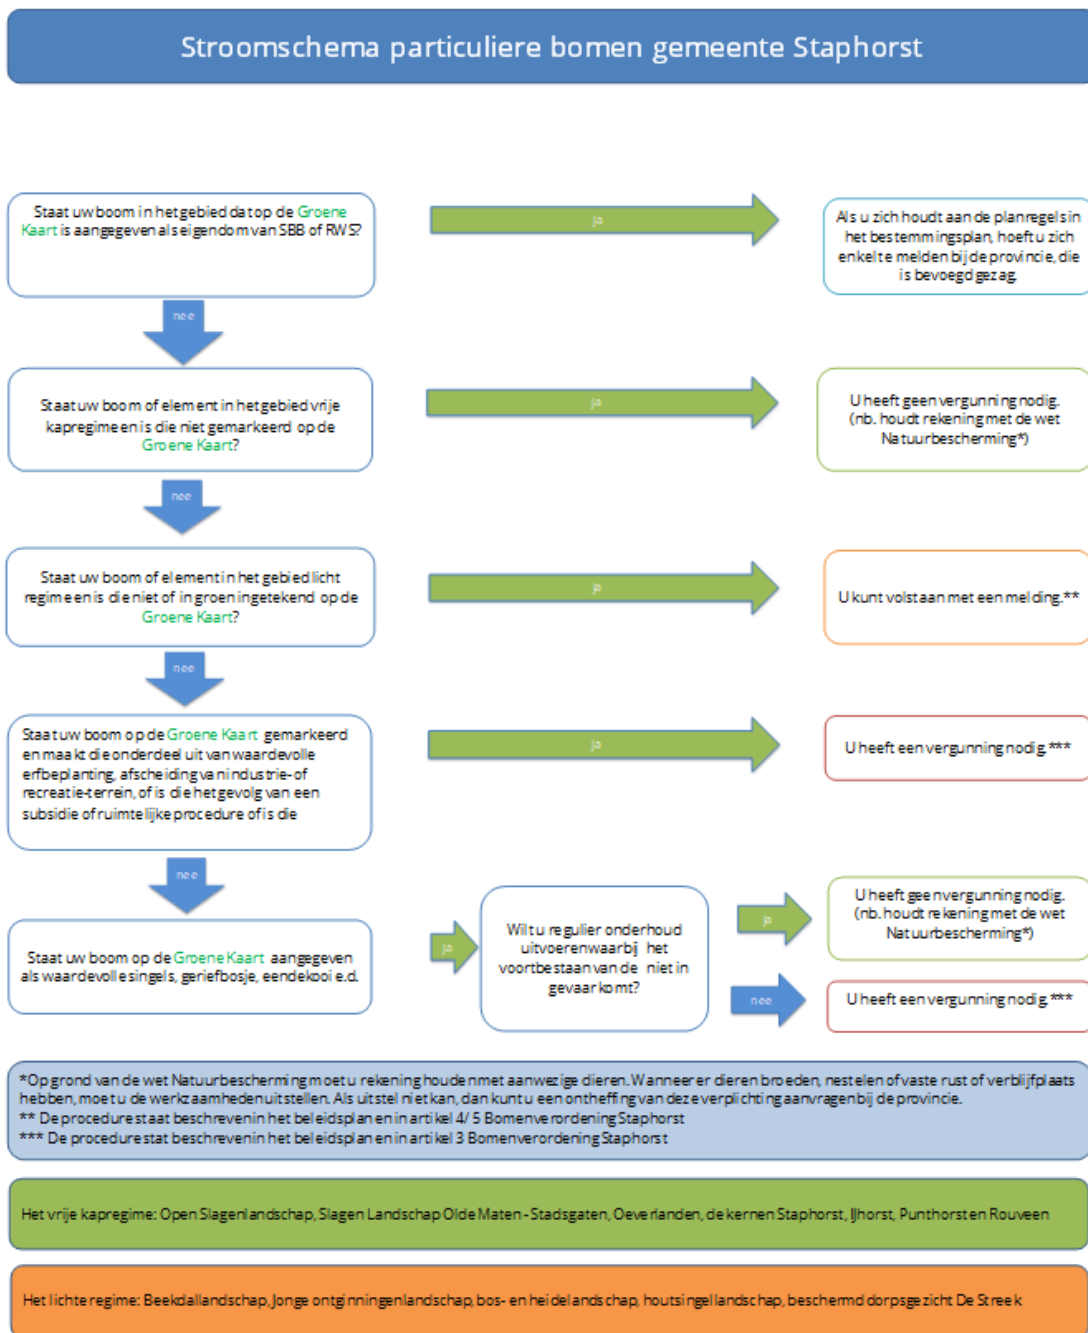 Stroomschema particuliere bomen gemeente Staphorst
Staat uw boom in het gebied dat op de Groene
Kaart is aangegeven als eigendom van SBB of RWS?
ja
Als u zich houdt aan de planregels in
het bestemmingsplan, hoeft u zich
enkel te melden bij de provincie, die
is bevoegd gezag.
nee
Staat uw boom of element in het gebied vrije
kapregime en is die niet gemarkeerd op de
Groene Kaart?
ja
U heeft geen vergunning nodig.
(nb. houdt rekening met de wet
Natuurbescherming*)
nee
Staat uw boom of element in het gebied licht
regime en is die niet of in groen ingetekend op de
Groene Kaart?
ja
U kunt volstaan met een melding.**
nee
Staat uw boom op de Groene Kaart gemarkeerd
en maakt die onderdeel uit van waardevolle
erfbeplanting, afscheiding van industrie- of
recreatie-terrein, of is die het gevolg van een
subsidie of ruimtelijke procedure of is die
ja
U heeft een vergunning nodig.***
nee
Staat uw boom op de Groene Kaart aangegeven
als waardevolle singels, geriefbosje, eendekooi e.d.
ja
Wilt u regulier onderhoud
uitvoeren waarbij het
voortbestaan van de niet in
gevaar komt?
ja
U heeft geen vergunning nodig.
(nb. houdt rekening met de wet
Natuurbescherming*)
nee
U heeft een vergunning nodig.***
*Op grond van de wet Natuurbescherming moet u rekening houden met aanwezige dieren. Wanneer er dieren broeden, nestelen of vaste rust of verblijfplaats
hebben, moet u de werkzaamheden uitstellen. Als uitstel niet kan, dan kunt u een ontheffing van deze verplichting aanvragen bij de provincie.
** De procedure staat beschreven in het beleidsplan en in artikel 4/ 5 Bomenverordening Staphorst
*** De procedure stat beschreven in het beleidsplan en in artikel 3 Bomenverordening Staphorst
Het vrije kapregime: Open Slagenlandschap, Slagen Landschap Olde Maten - Stadsgaten, Oeverlanden, de kernen Staphorst, IJhorst, Punthorst en Rouveen
Het lichte regime: Beekdallandschap, Jonge ontginningenlandschap, bos- en heidelandschap, houtsingellandschap, beschermd dorpsgezicht De Streek